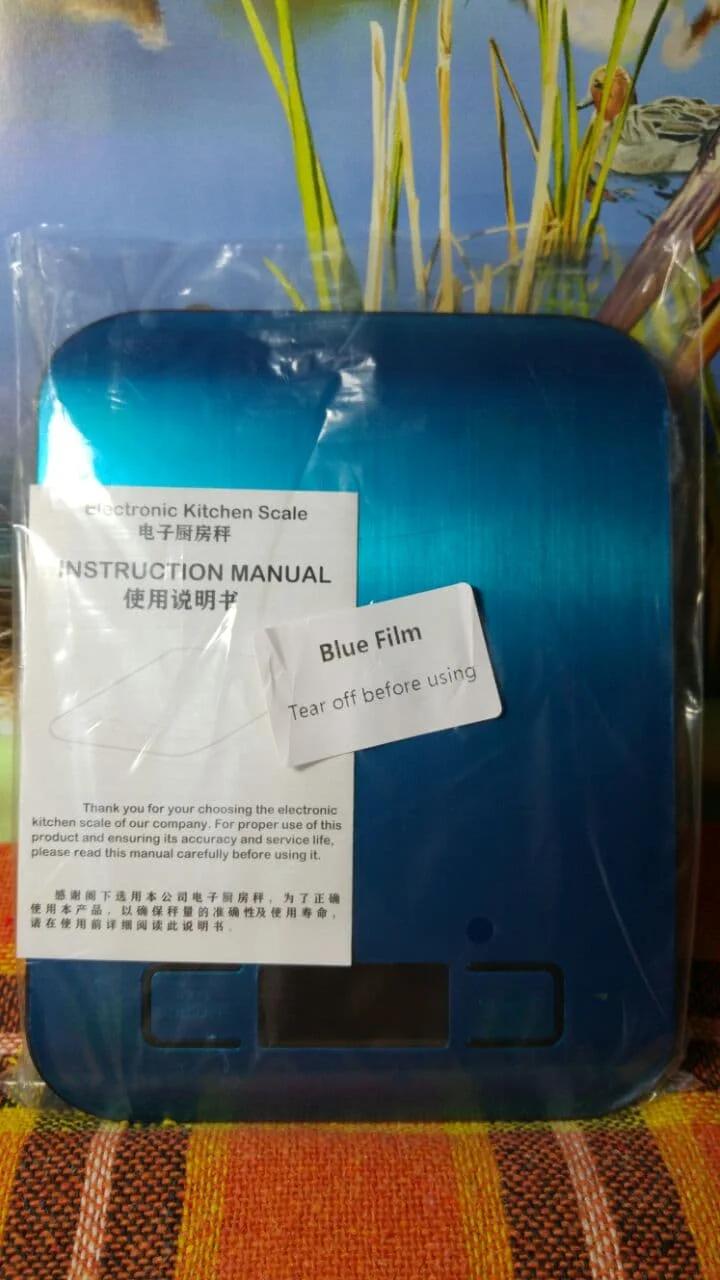 Electronic Kitchen Scale
电子厨房秤
INSTRUCTION MANUAL
使用说明书
Blue Film
Tear off before using
Thank you for your choosing the electronic
kitchen scale of our company. For proper use of this
product and ensuring its accuracy and service life,
please read this manual carefully before using it.
感谢阁下选用本公司电子厨房秤，为了正确
使用本产品，以确保秤量的准确性及使用寿命，
请在使用前详细阅读此说明书．